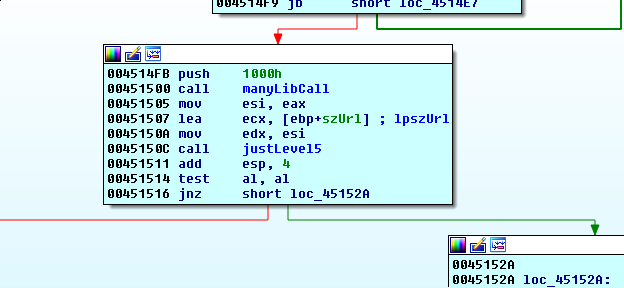 004514F9 jb short loc_4514E7
004514FB push 1000h
00451500 call manyLibCall
00451505 mov esi, eax
00451507 lea ecx, [ebp+szUrl] ; lpszUrl
0045150A mov edx, esi
0045150C call justLevel5
00451511 add esp, 4
00451514 test al, al
00451516 jnz short loc_45152A
0045152A
0045152A loc_45152A: